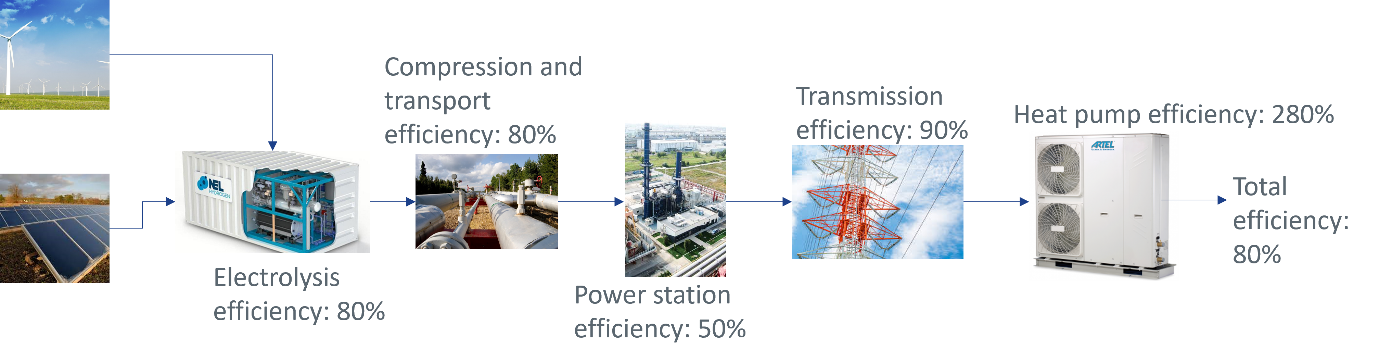 Compression and
transport
efficiency: 80%
Transmission
efficiency: 90%
Heat pump efficiency: 280%
NEL
ARTEL
Total
efficiency:
80%
Electrolysis
efficiency: 80%
Power station
efficiency: 50%